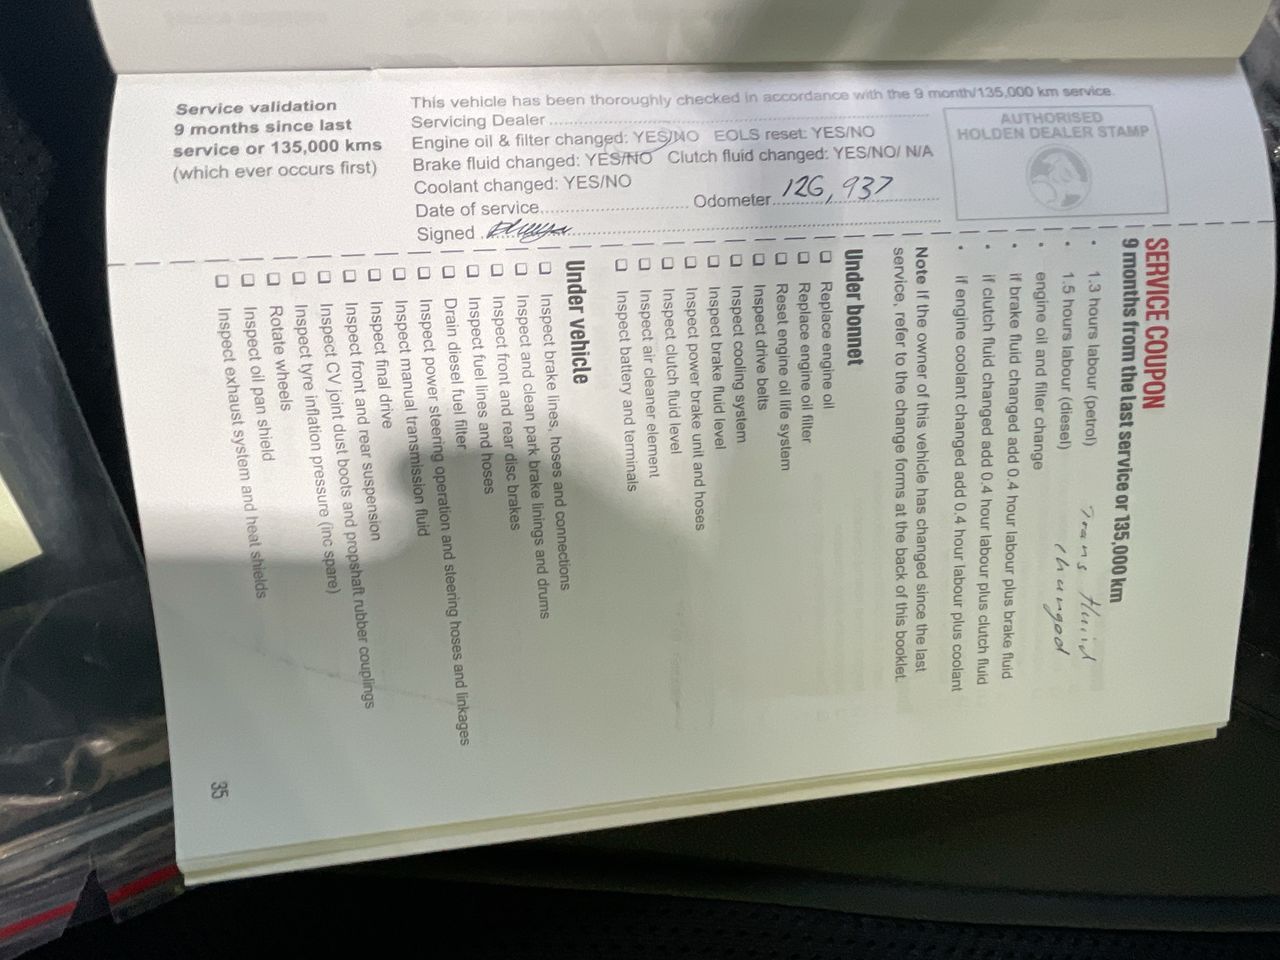 Service validation
9 months since last
service or 135,000 kms
(which ever occurs first)
This vehicle has been thoroughly checked in accordance with the 9 month/135,000 km service.
Servicing Dealer
Engine oil & filter changed: YES/NO EOLS reset: YES/NO
Brake fluid changed: YES/NO Clutch fluid changed: YES/NO/ N/A
Coolant changed: YES/NO
Date of service
Odometer 126,937
Signed
AUTHORISED
HOLDEN DEALER STAMP
SERVICE COUPON
9 months from the last service or 135,000 km
• 1.3 hours labour (petrol)
• 1.5 hours labour (diesel)
Trans fluid
changed
• engine oil and filter change
• if brake fluid changed add 0.4 hour labour plus brake fluid
• if clutch fluid changed add 0.4 hour labour plus clutch fluid
• if engine coolant changed add 0.4 hour labour plus coolant
Note If the owner of this vehicle has changed since the last
service, refer to the change forms at the back of this booklet.
Under bonnet
Replace engine oil
Replace engine oil filter
Reset engine oil life system
Inspect drive belts
Inspect cooling system
Inspect brake fluid level
Inspect power brake unit and hoses
Inspect clutch fluid level
Inspect air cleaner element
Inspect battery and terminals
Under vehicle
Inspect brake lines, hoses and connections
Inspect and clean park brake linings and drums
Inspect front and rear disc brakes
Inspect fuel lines and hoses
Drain diesel fuel filter
Inspect power steering operation and steering hoses and linkages
Inspect manual transmission fluid
Inspect final drive
Inspect front and rear suspension
Inspect CV joint dust boots and propshaft rubber couplings
Inspect tyre inflation pressure (inc spare)
Rotate wheels
Inspect oil pan shield
Inspect exhaust system and heat shields
35